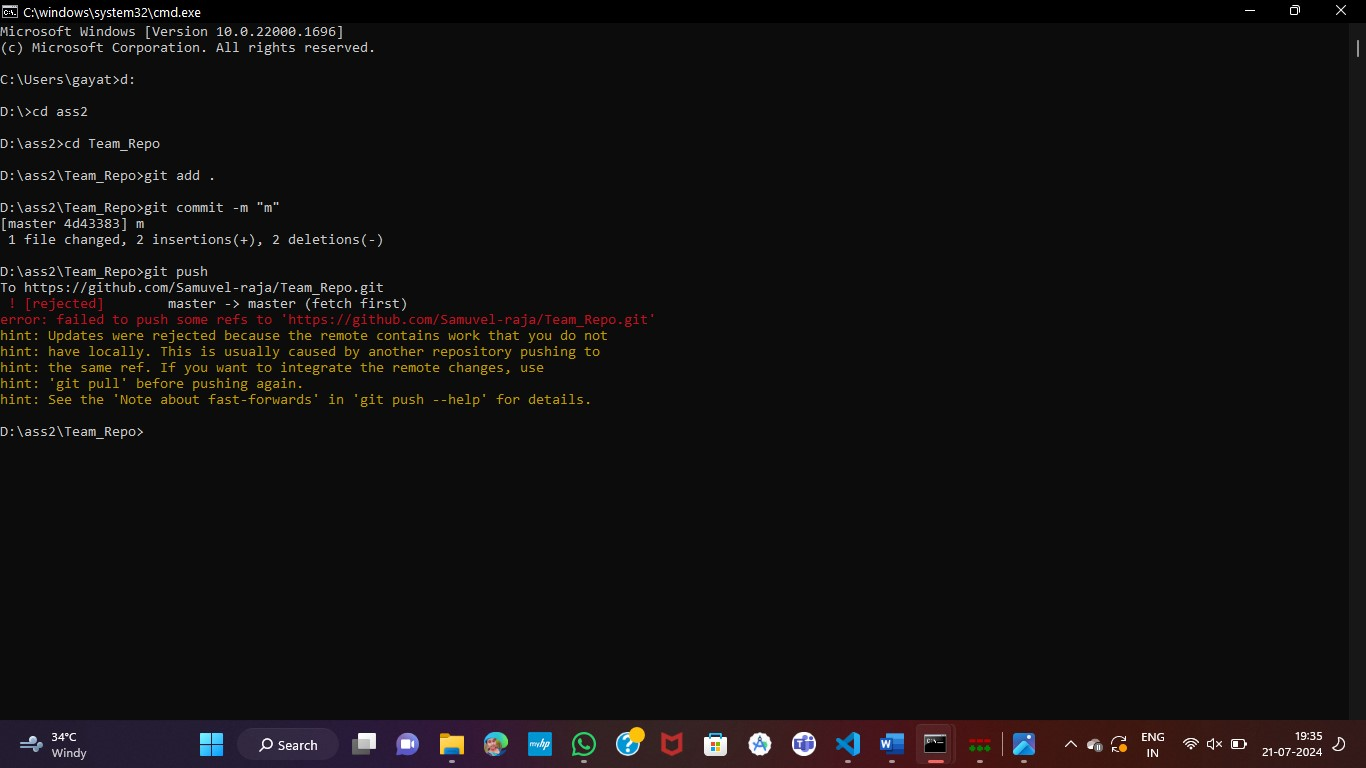 C:\windows\system32\cmd.exe
Microsoft Windows [Version 10.0.22000.1696]
(c) Microsoft Corporation. All rights reserved.
C:\Users\gayat>d:
D:\>cd ass2
D:\ass2>cd Team_Repo
D:\ass2\Team_Repo>git add .
D:\ass2\Team_Repo>git commit -m "m"
[master 4d43383] m
 1 file changed, 2 insertions(+), 2 deletions(-)
D:\ass2\Team_Repo>git push
To https://github.com/Samuvel-raja/Team_Repo.git
 ! [rejected]        master -> master (fetch first)
error: failed to push some refs to 'https://github.com/Samuvel-raja/Team_Repo.git'
hint: Updates were rejected because the remote contains work that you do not
hint: have locally. This is usually caused by another repository pushing to
hint: the same ref. If you want to integrate the remote changes, use
hint: 'git pull' before pushing again.
hint: See the 'Note about fast-forwards' in 'git push --help' for details.
D:\ass2\Team_Repo>
34°C
Windy
Search
ENG
IN
19:35
21-07-2024